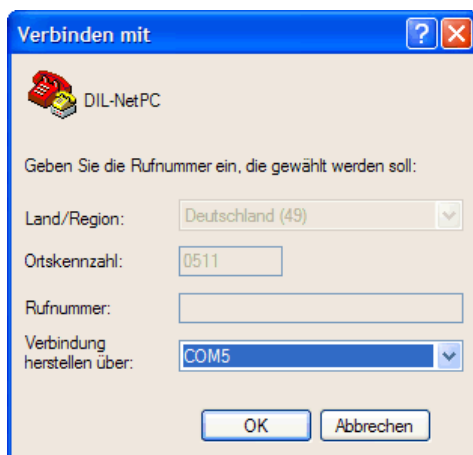 Verbinden mit
DIL-NetPC
Geben Sie die Rufnummer ein, die gewählt werden soll:
Land/Region:
Deutschland (49)
Ortskennzahl:
0511
Rufnummer:
Verbindung
herstellen über:
COM5
OK
Abbrechen